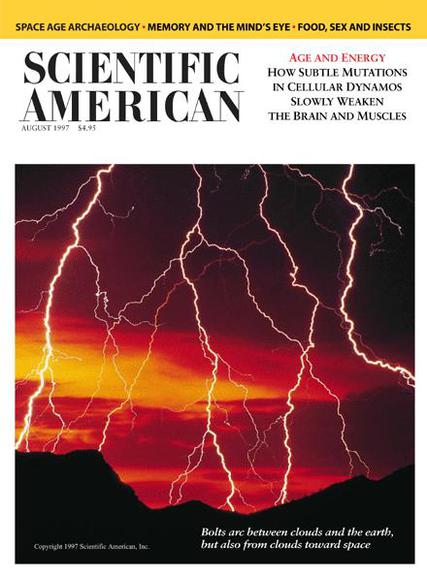 SPACE AGE ARCHAEOLOGY • MEMORY AND THE MIND'S EYE • FOOD, SEX AND INSECTS
SCIENTIFIC
AMERICAN
AUGUST 1997 $4.95
AGE AND ENERGY
HOW SUBTLE MUTATIONS
IN CELLULAR DYNAMOS
SLOWLY WEAKEN
THE BRAIN AND MUSCLES
Bolts arc between clouds and the earth,
but also from clouds toward space
Copyright 1997 Scientific American, Inc.